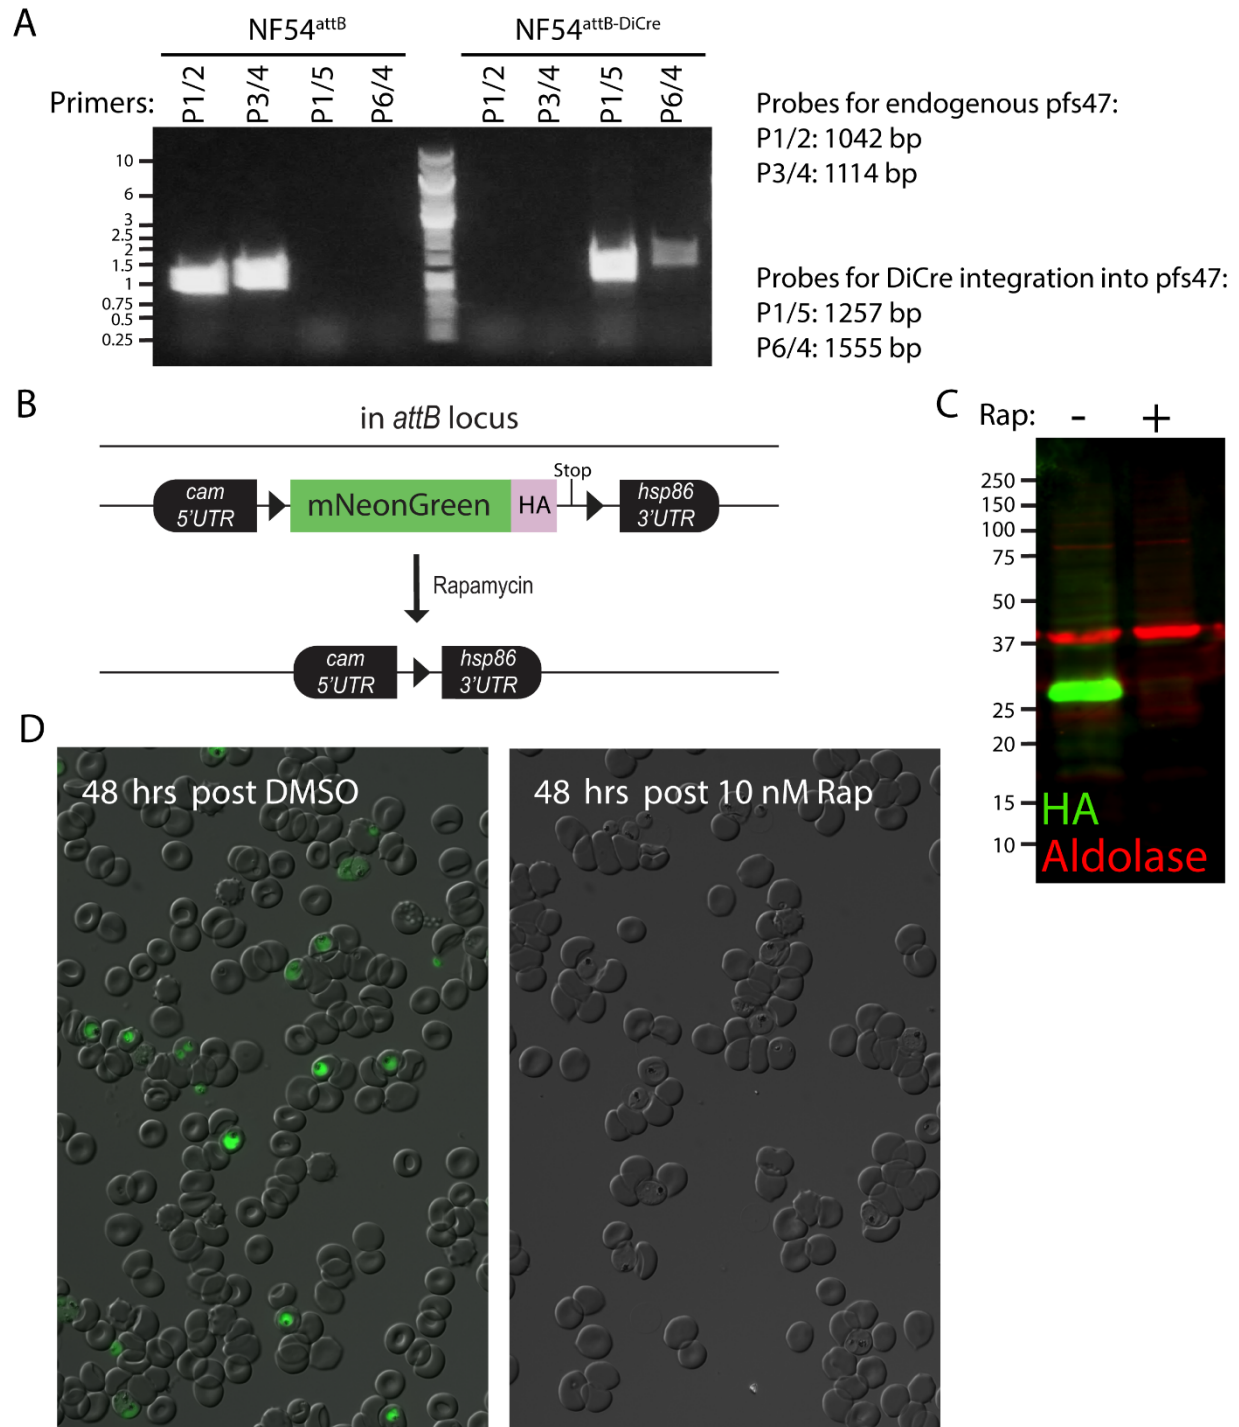 A
NF54attB
NF54attB-DiCre
Primers:
P1/2
P3/4
P1/5
P6/4
P1/2
P3/4
P1/5
P6/4
10
6
3
2.5
2
1.5
1
0.75
0.5
0.25
Probes for endogenous pfs47:
P1/2: 1042 bp
P3/4: 1114 bp
Probes for DiCre integration into pfs47:
P1/5: 1257 bp
P6/4: 1555 bp
B
in attB locus
cam
5'UTR
mNeonGreen
HA
Stop
hsp86
3'UTR
Rapamycin
cam
5'UTR
hsp86
3'UTR
C
Rap: - +
250
150
100
75
50
37
25
20
15
10
HA
Aldolase
D
48 hrs post DMSO
48 hrs post 10 nM Rap